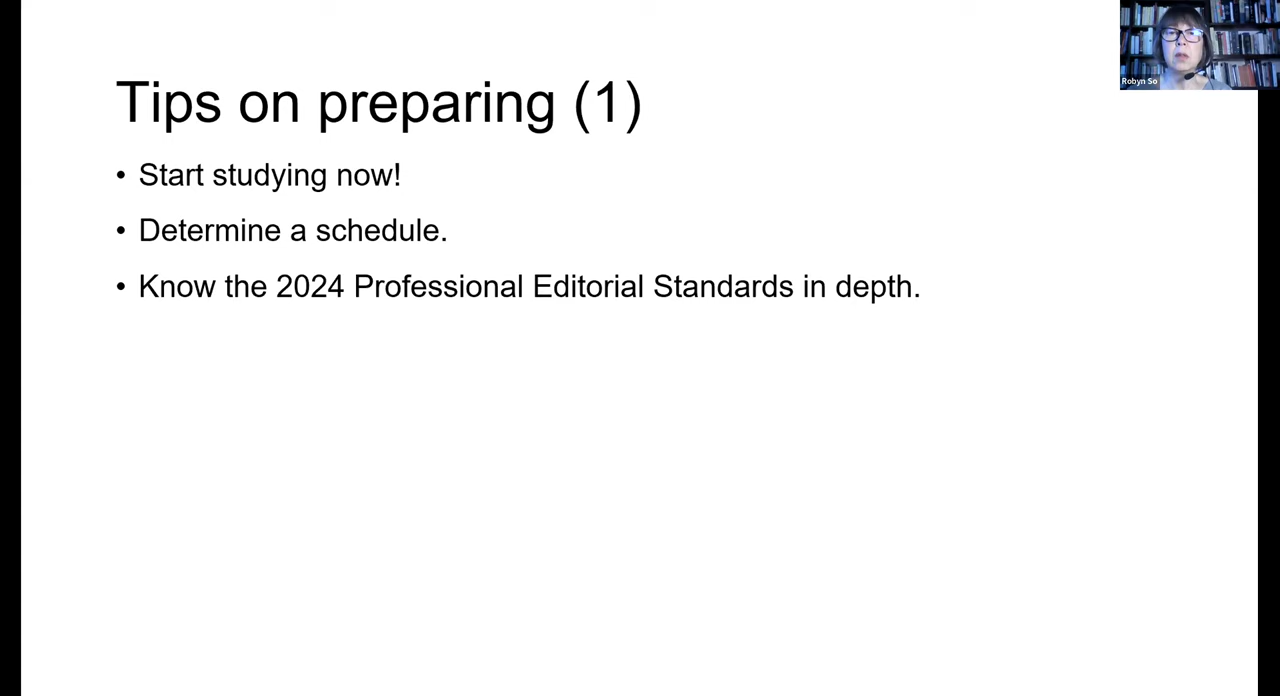 Tips on preparing (1)
• Start studying now!
• Determine a schedule.
• Know the 2024 Professional Editorial Standards in depth.
Robyn So